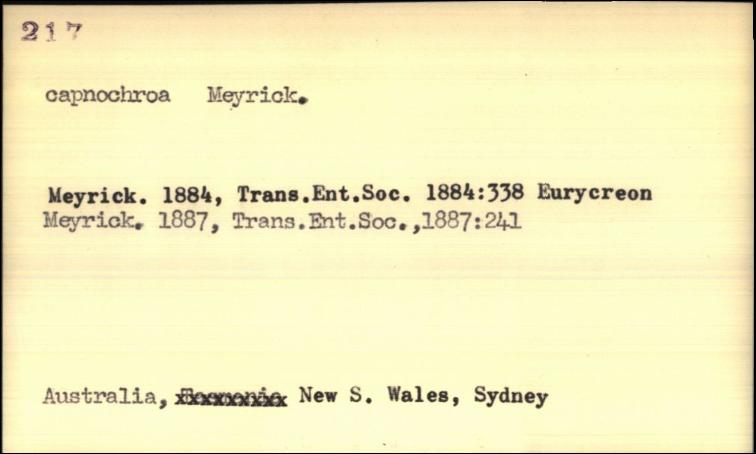 217
capnochroa Meyrick.
Meyrick. 1884, Trans.Ent.Soc. 1884:338 Eurycreon
Meyrick. 1887, Trans.Ent.Soc.,1887:241
Australia, New S. Wales, Sydney